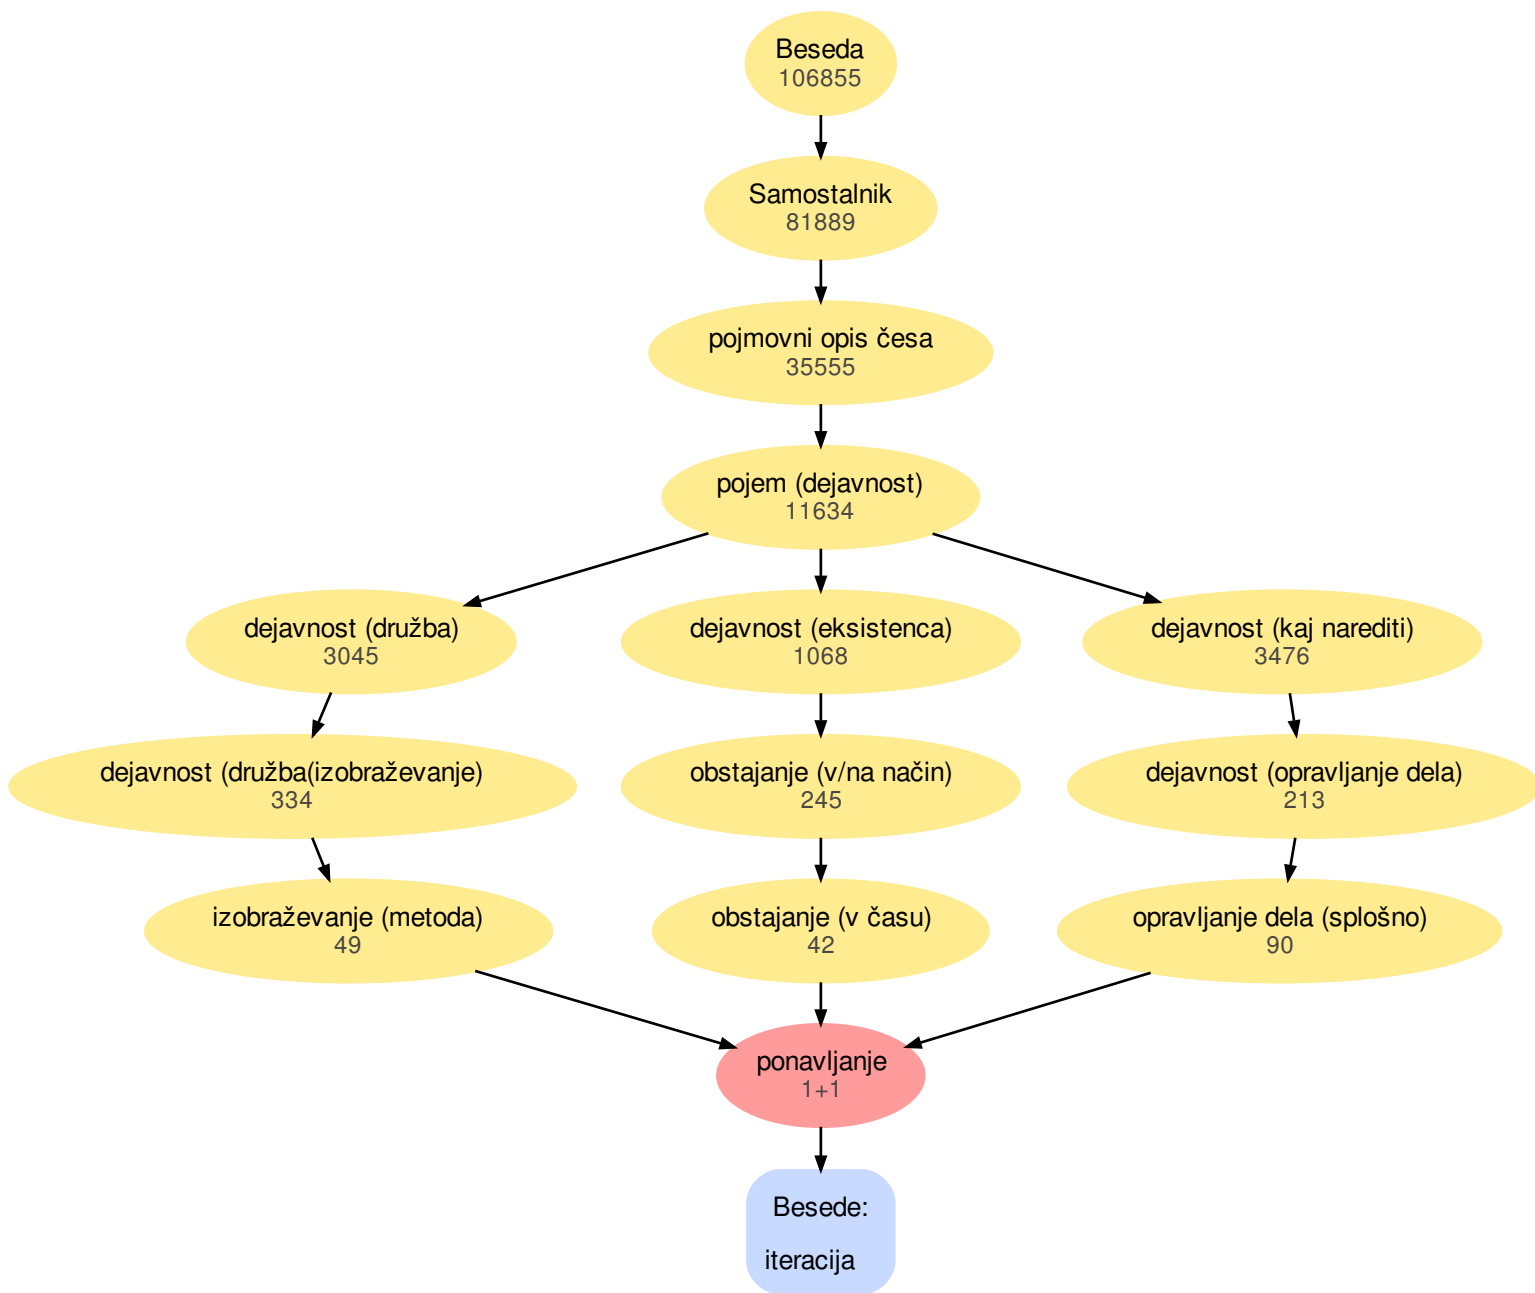 Beseda
106855
Samostalnik
81889
pojmovni opis česa
35555
pojem (dejavnost)
11634
dejavnost (družba)
3045
dejavnost (eksistenca)
1068
dejavnost (kaj narediti)
3476
dejavnost (družba(izobraževanje)
334
obstajanje (v/na način)
245
dejavnost (opravljanje dela)
213
izobraževanje (metoda)
49
obstajanje (v času)
42
opravljanje dela (splošno)
90
ponavljanje
1+1
Besede:
iteracija